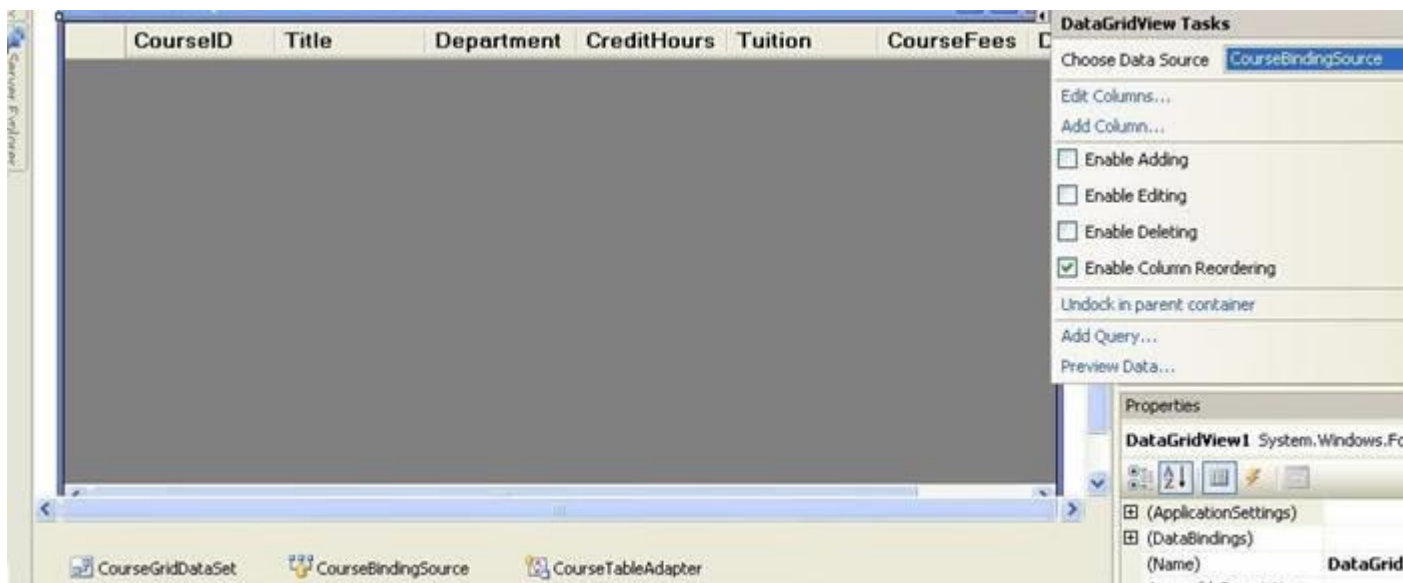 Server Explorer
CourseID Title Department CreditHours Tuition CourseFees D
DataGridView Tasks
Choose Data Source CourseBindingSource
Edit Columns...
Add Column...
Enable Adding
Enable Editing
Enable Deleting
Enable Column Reordering
Undock in parent container
Add Query...
Preview Data...
Properties
DataGridView1 System.Windows.Fo
(ApplicationSettings)
(DataBindings)
(Name) DataGrid
CourseGridDataSet CourseBindingSource CourseTableAdapter